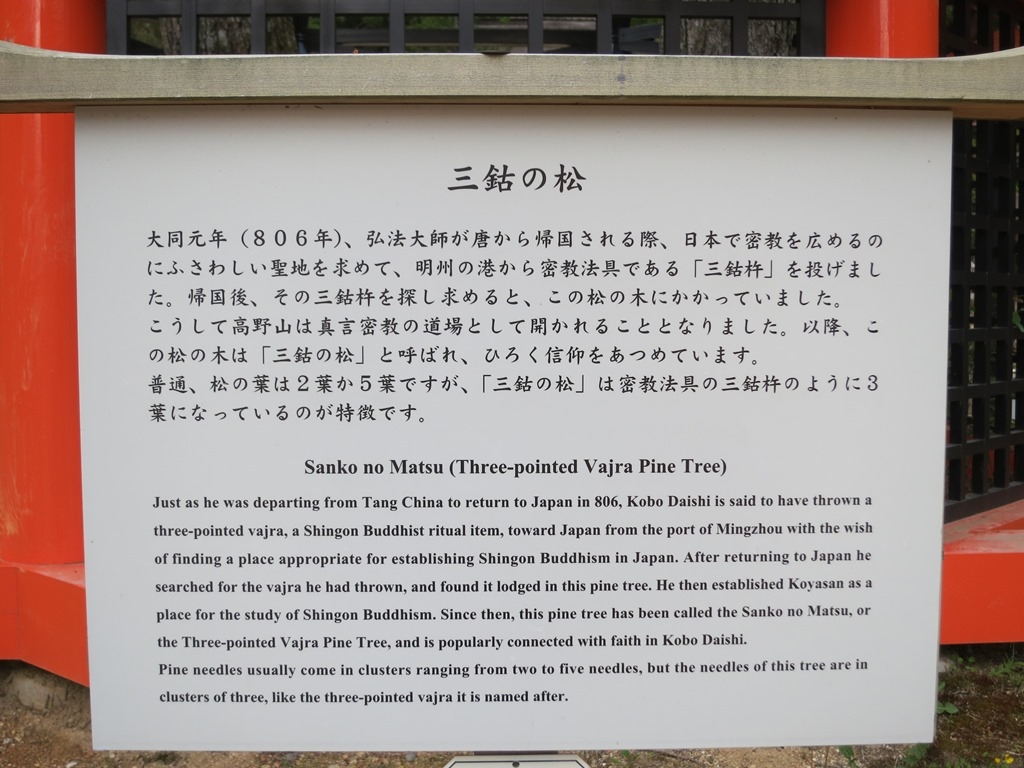 三鈷の松
大同元年（８０６年）、弘法大師が唐から帰国される際、日本で密教を広めるの
にふさわしい聖地を求めて、明州の港から密教法具である「三鈷杵」を投げまし
た。帰国後、その三鈷杵を探し求めると、この松の木にかかっていました。
こうして高野山は真言密教の道場として開かれることとなりました。以降、こ
の松の木は「三鈷の松」と呼ばれ、ひろく信仰をあつめています。
普通、松の葉は２葉か５葉ですが、「三鈷の松」は密教法具の三鈷杵のように３
葉になっているのが特徴です。
Sanko no Matsu (Three-pointed Vajra Pine Tree)
Just as he was departing from Tang China to return to Japan in 806, Kobo Daishi is said to have thrown a
three-pointed vajra, a Shingon Buddhist ritual item, toward Japan from the port of Mingzhou with the wish
of finding a place appropriate for establishing Shingon Buddhism in Japan. After returning to Japan he
searched for the vajra he had thrown, and found it lodged in this pine tree. He then established Koyasan as a
place for the study of Shingon Buddhism. Since then, this pine tree has been called the Sanko no Matsu, or
the Three-pointed Vajra Pine Tree, and is popularly connected with faith in Kobo Daishi.
Pine needles usually come in clusters ranging from two to five needles, but the needles of this tree are in
clusters of three, like the three-pointed vajra it is named after.